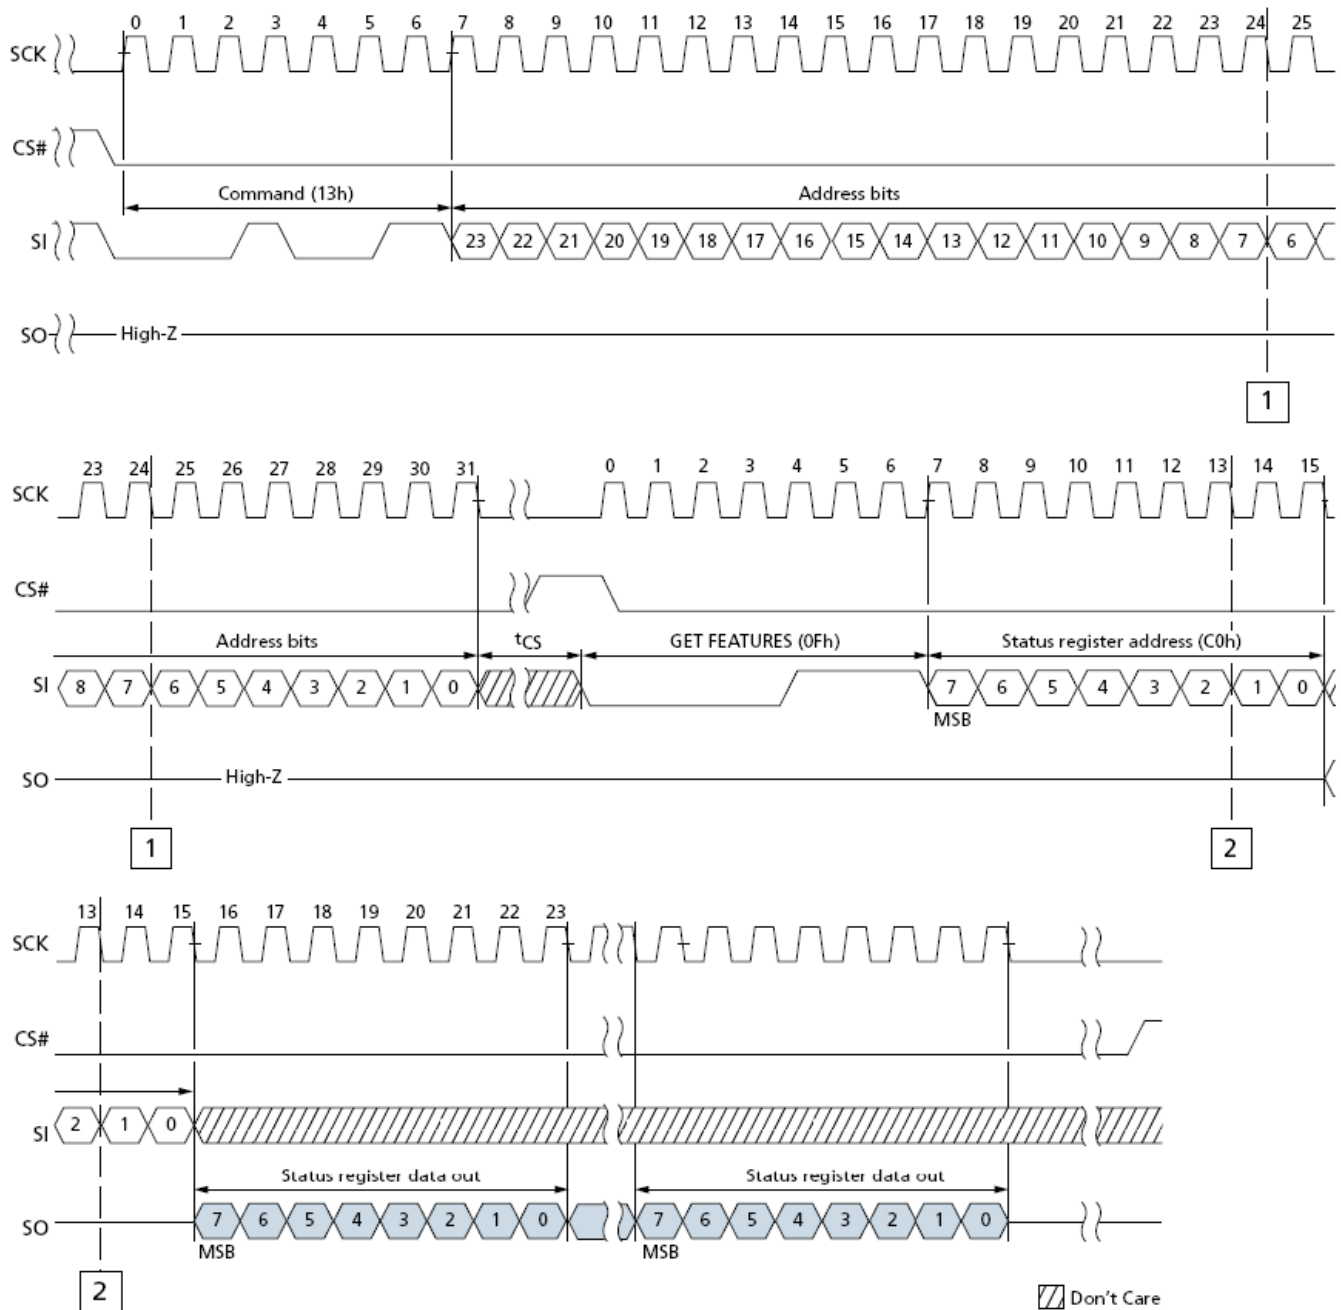 0 1 2 3 4 5 6 7 8 9 10 11 12 13 14 15 16 17 18 19 20 21 22 23 24 25
SCK
CS#
Command (13h) Address bits
SI 23 22 21 20 19 18 17 16 15 14 13 12 11 10 9 8 7 6
SO High-Z
1
23 24 25 26 27 28 29 30 31 0 1 2 3 4 5 6 7 8 9 10 11 12 13 14 15
SCK
CS#
Address bits tCS GET FEATURES (0Fh) Status register address (C0h)
SI 8 7 6 5 4 3 2 1 0 7 6 5 4 3 2 1 0
MSB
SO High-Z
1 2
13 14 15 16 17 18 19 20 21 22 23
SCK
CS#
SI 2 1 0
Status register data out Status register data out
SO 7 6 5 4 3 2 1 0 7 6 5 4 3 2 1 0
MSB MSB
2
Don't Care